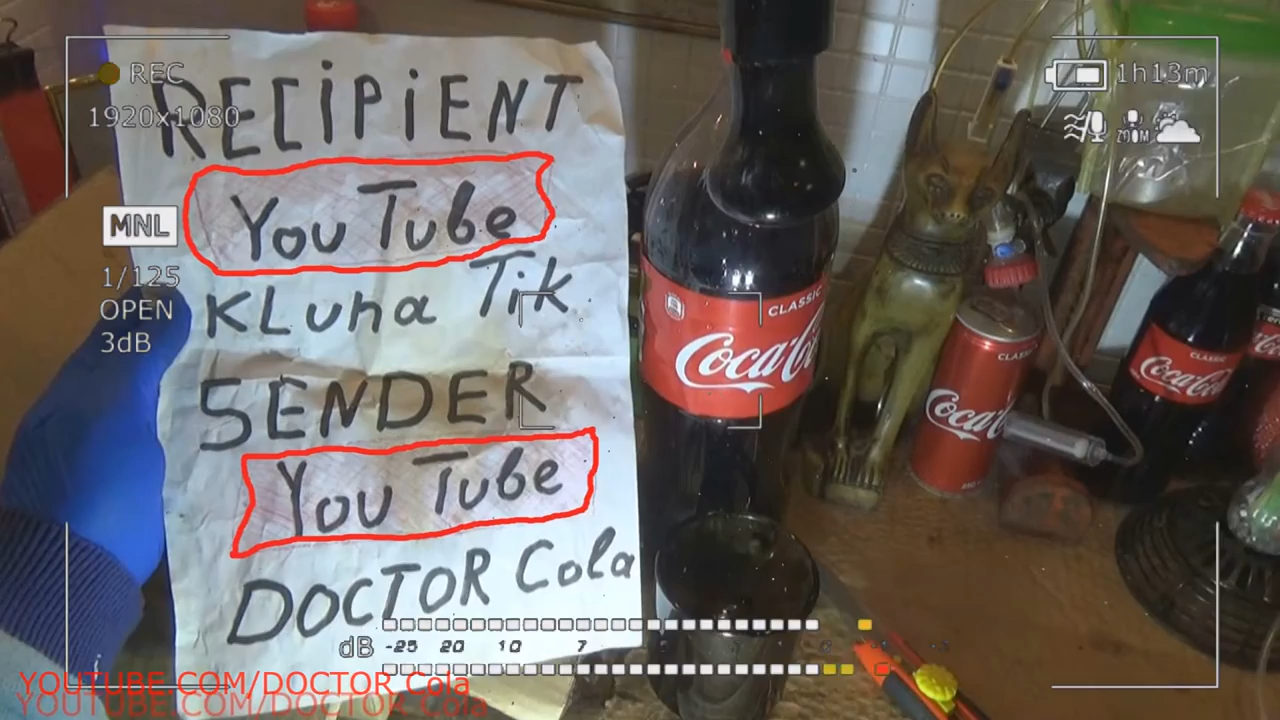 REC
1920x1080
MNL
1/125
OPEN
3dB
1h13m
ZOOM
RECIPIENT
YouTube
KLuha Tik
SENDER
YouTube
DOCTOR Cola
CLASSIC
Coca-Cola
CLASSIC
Coca-Cola
CLASSIC
Coca-Cola
dB -25 20 10 7
YOUTUBE.COM/DOCTOR Cola
YOUTUBE.COM/DOCTOR Cola